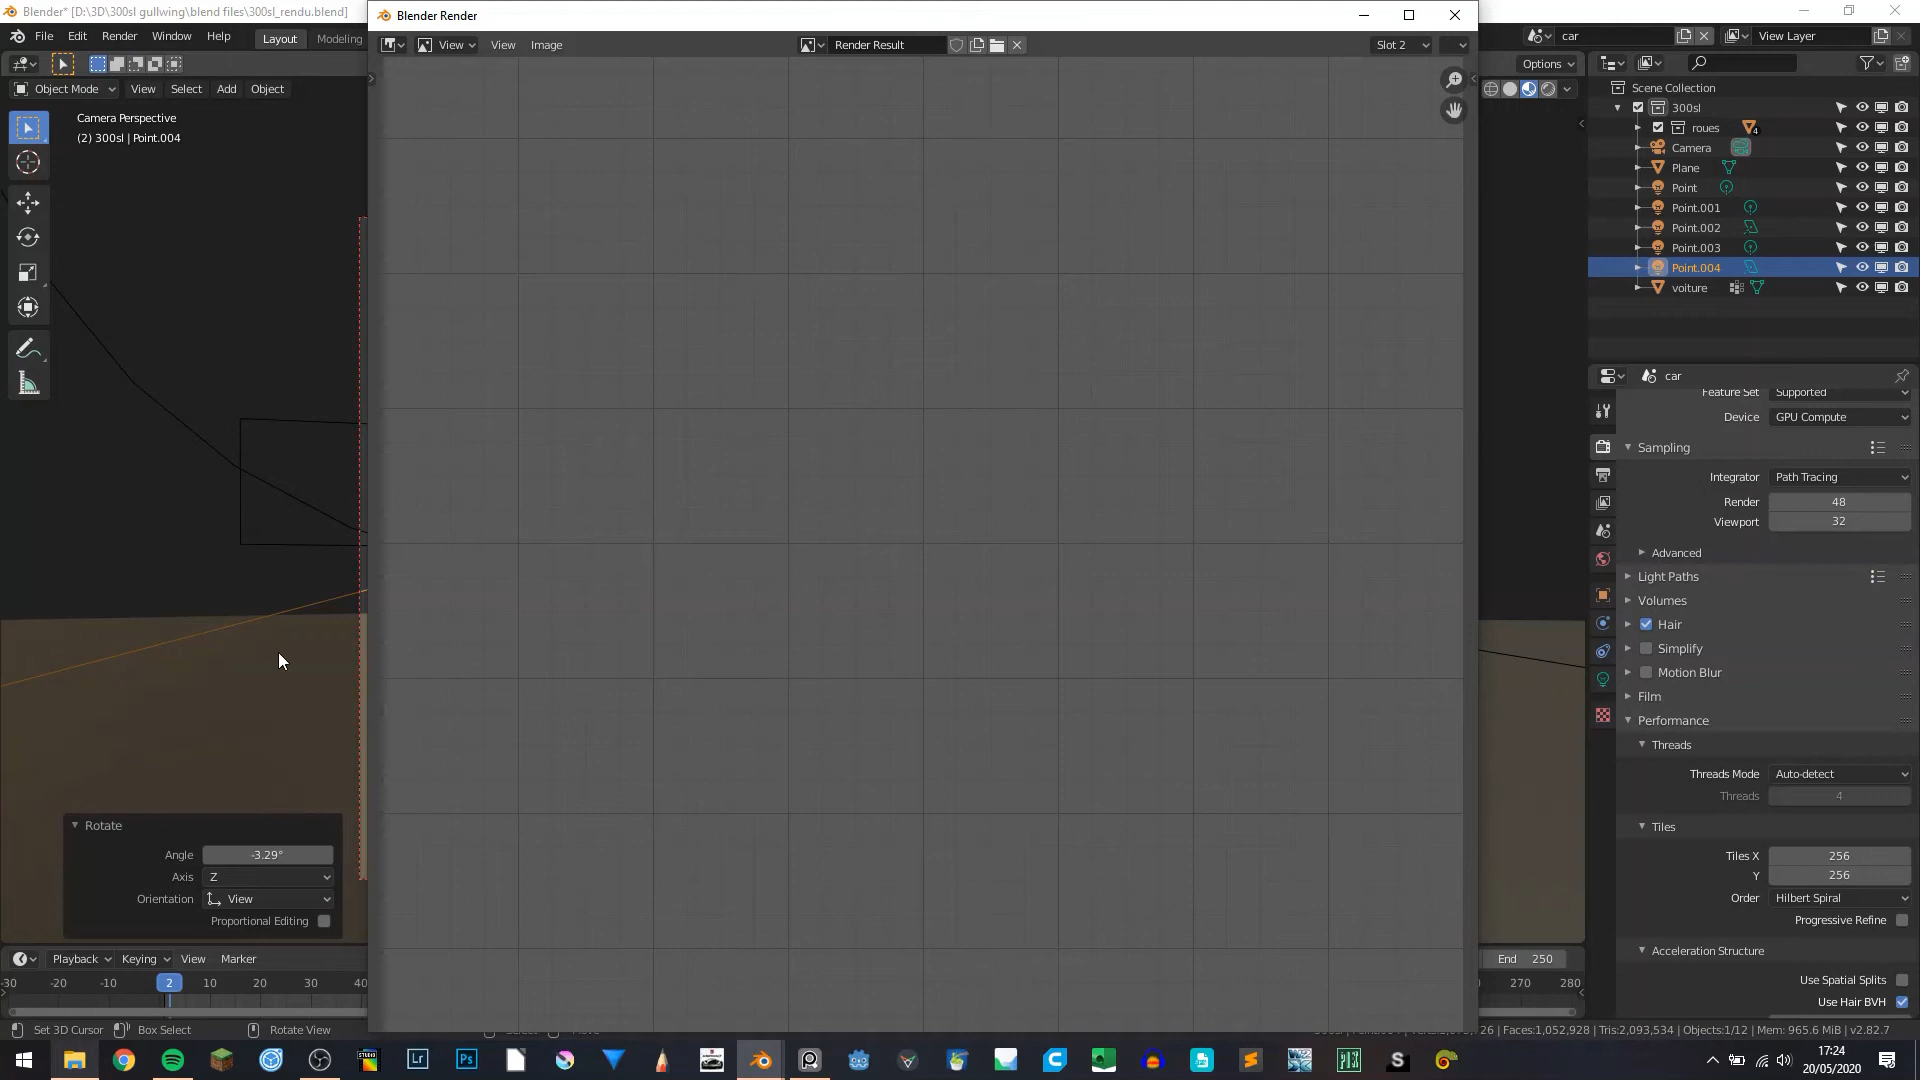 Blender* [D:\3D\300sl gullwing\blend files\300sl_rendu.blend]
Blender Render
File Edit Render Window Help Layout Modeling
View View Image Render Result Slot 2
car View Layer
Options
Object Mode View Select Add Object
Camera Perspective
(2) 300sl | Point.004
Scene Collection
300sl
roues 4
Camera
Plane
Point
Point.001
Point.002
Point.003
Point.004
voiture
car
Feature Set Supported
Device GPU Compute
Sampling
Integrator Path Tracing
Render 48
Viewport 32
Advanced
Light Paths
Volumes
Hair
Simplify
Motion Blur
Film
Performance
Threads
Threads Mode Auto-detect
Threads 4
Tiles
Tiles X 256
Y 256
Order Hilbert Spiral
Progressive Refine
Acceleration Structure
Use Spatial Splits
Use Hair BVH
Rotate
Angle -3.29°
Axis Z
Orientation View
Proportional Editing
Playback Keying View Marker
End 250
-30 -20 -10 2 10 20 30 40
270 280
Set 3D Cursor Box Select Rotate View
Faces:1,052,928 | Tris:2,093,534 | Objects:1/12 | Mem: 965.6 MiB | v2.82.7
STUDIO Lr Ps
17:24
20/05/2020